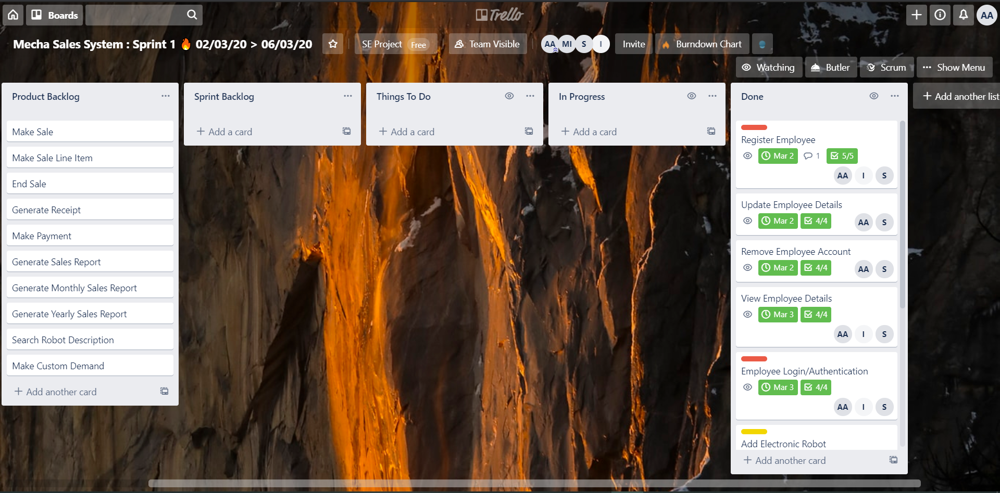 Boards
Trello
AA
Mecha Sales System : Sprint 1 🔥 02/03/20 > 06/03/20
SE Project Free
Team Visible
AA MI S I
Invite
Burndown Chart
Watching
Butler
Scrum
Show Menu
Product Backlog
Make Sale
Make Sale Line Item
End Sale
Generate Receipt
Make Payment
Generate Sales Report
Generate Monthly Sales Report
Generate Yearly Sales Report
Search Robot Description
Make Custom Demand
+ Add another card
Sprint Backlog
+ Add a card
Things To Do
+ Add a card
In Progress
+ Add a card
Done
Register Employee
Mar 2 1 5/5
AA I S
Update Employee Details
Mar 2 4/4 AA S
Remove Employee Account
Mar 2 4/4 AA S
View Employee Details
Mar 3 4/4
AA I S
Employee Login/Authentication
Mar 3 4/4
AA I S
Add Electronic Robot
+ Add another card
+ Add another list